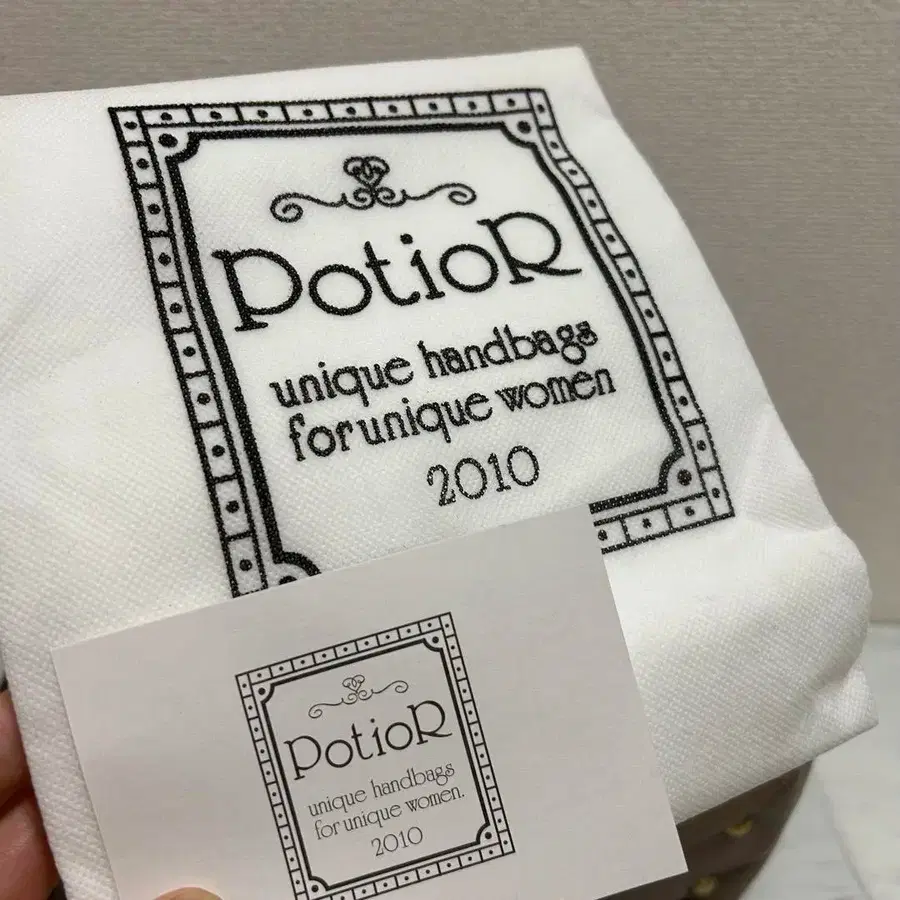 PotioR
unique handbags
for unique women
2010
PotioR
unique handbags
for unique women.
2010